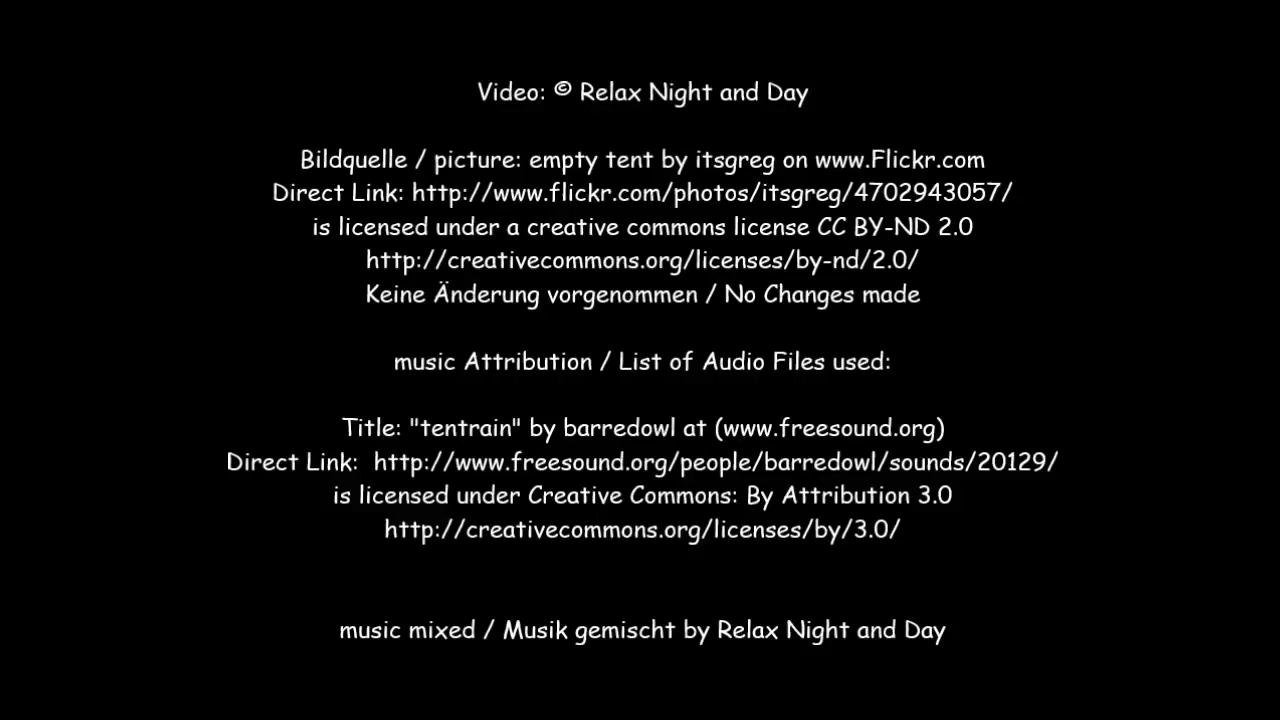 Video: © Relax Night and Day
Bildquelle / picture: empty tent by itsgreg on www.Flickr.com
Direct Link: http://www.flickr.com/photos/itsgreg/4702943057/
is licensed under a creative commons license CC BY-ND 2.0
http://creativecommons.org/licenses/by-nd/2.0/
Keine Änderung vorgenommen / No Changes made
music Attribution / List of Audio Files used:
Title: "tentrain" by barredowl at (www.freesound.org)
Direct Link:  http://www.freesound.org/people/barredowl/sounds/20129/
is licensed under Creative Commons: By Attribution 3.0
http://creativecommons.org/licenses/by/3.0/
music mixed / Musik gemischt by Relax Night and Day